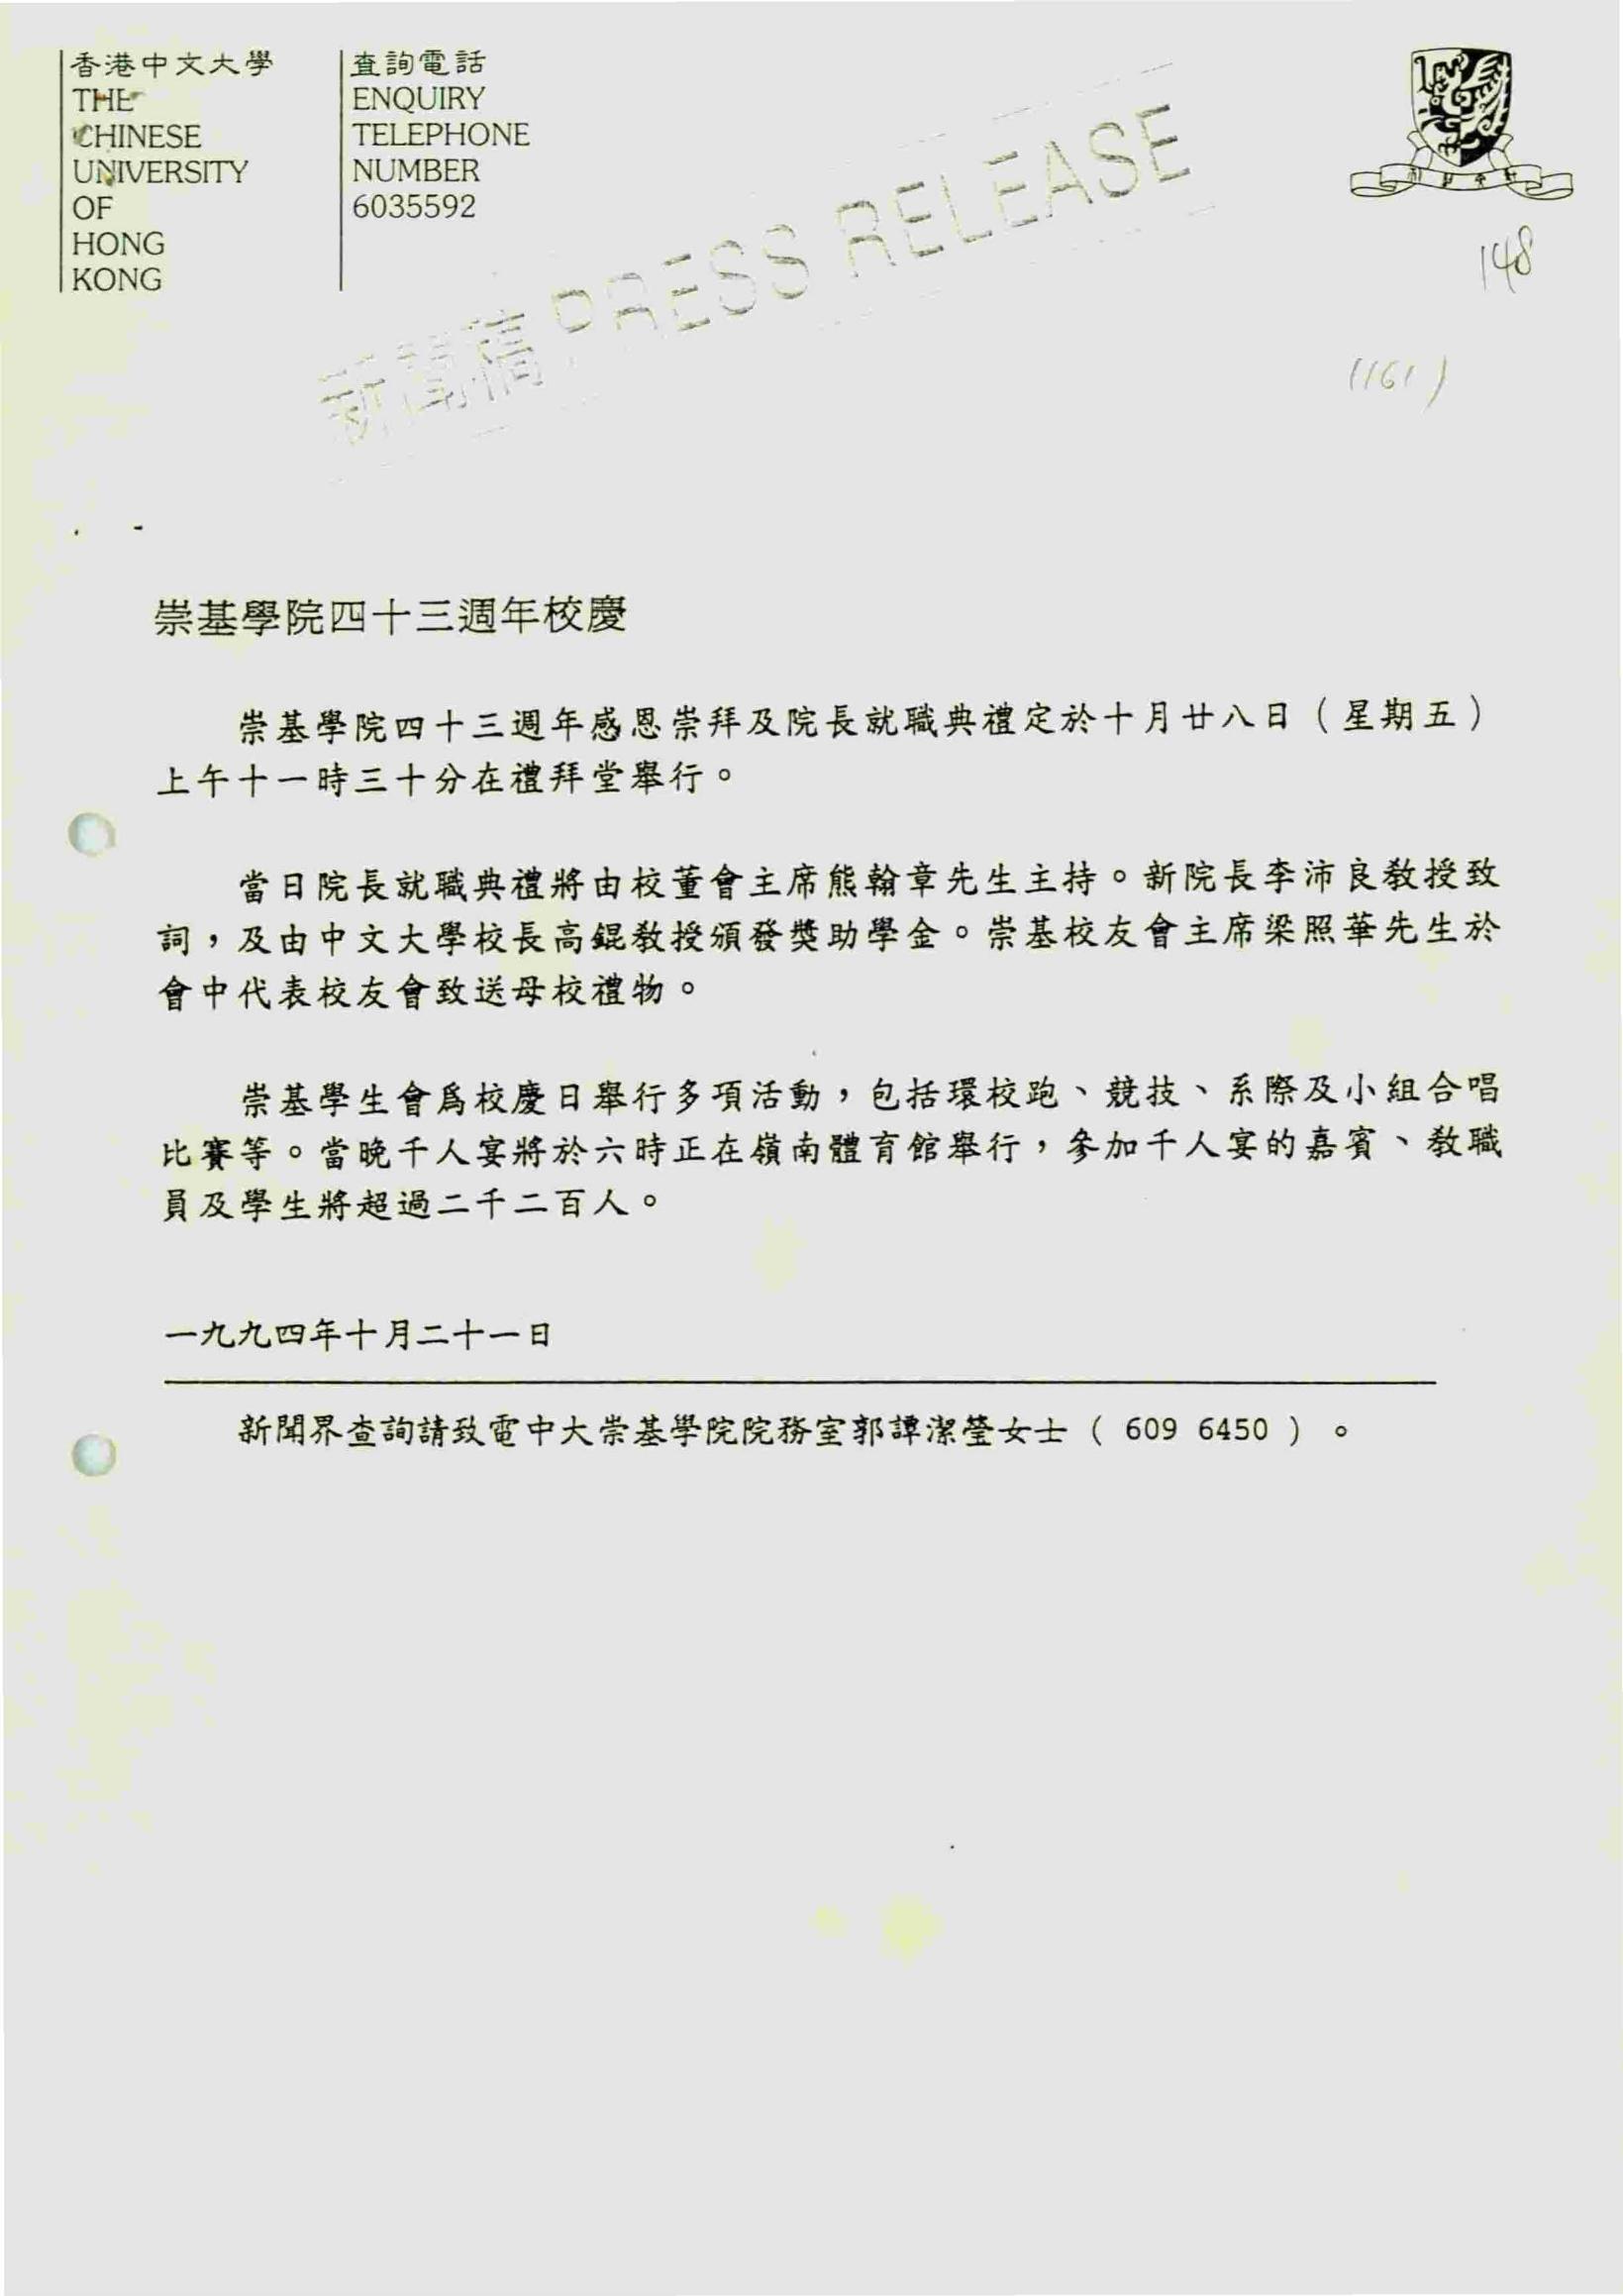 香港中文大學
THE
CHINESE
UNIVERSITY
OF
HONG
KONG
查詢電話
ENQUIRY
TELEPHONE
NUMBER
6035592
新聞稿 PRESS RELEASE
148
(161)
崇基學院四十三週年校慶
崇基學院四十三週年感恩崇拜及院長就職典禮定於十月廿八日（星期五）
上午十一時三十分在禮拜堂舉行。
當日院長就職典禮將由校董會主席熊翰章先生主持。新院長李沛良教授致
詞，及由中文大學校長高錕教授頒發獎助學金。崇基校友會主席梁照華先生於
會中代表校友會致送母校禮物。
崇基學生會爲校慶日舉行多項活動，包括環校跑、競技、系際及小組合唱
比賽等。當晚千人宴將於六時正在嶺南體育館舉行，參加千人宴的嘉賓、教職
員及學生將超過二千二百人。
一九九四年十月二十一日
新聞界查詢請致電中大崇基學院院務室郭譚潔瑩女士（ 609 6450 ）。